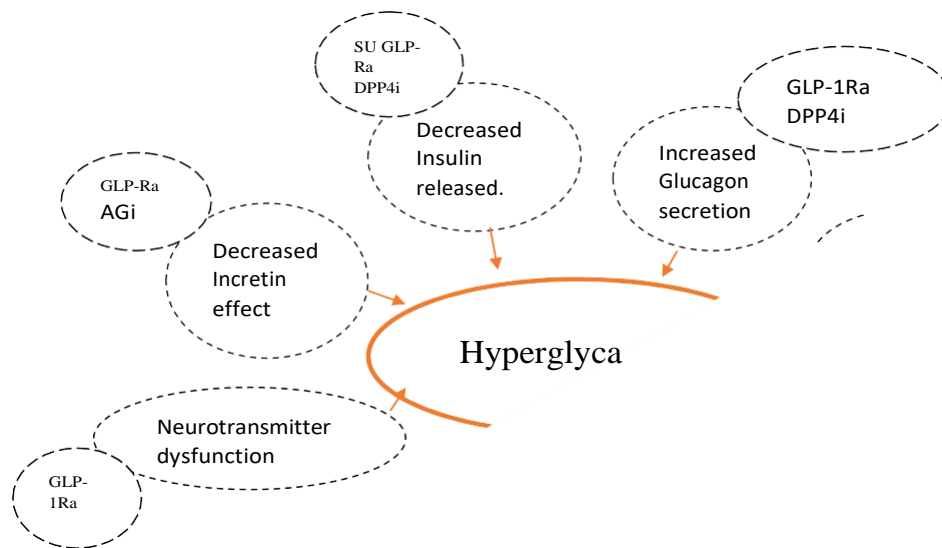 SU GLP-
Ra
DPP4i
Decreased
Insulin
released.
GLP-1Ra
DPP4i
Increased
Glucagon
secretion
GLP-Ra
AGi
Decreased
Incretin
effect
Hyperglyca
Neurotransmitter
dysfunction
GLP-
1Ra